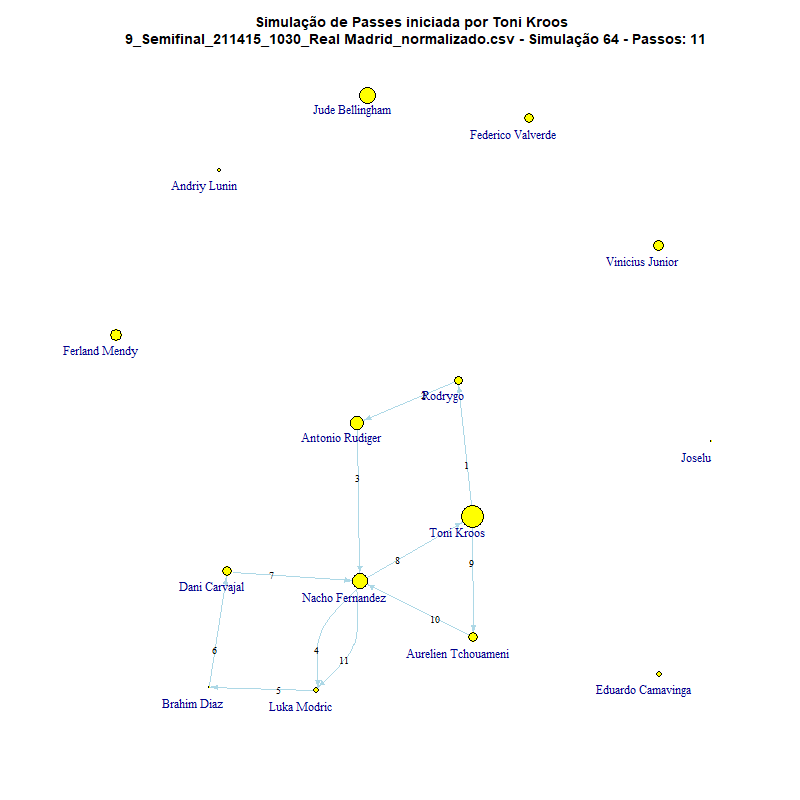 Simulação de Passes iniciada por Toni Kroos
9_Semifinal_211415_1030_Real Madrid_normalizado.csv - Simulação 64 - Passos: 11
Jude Bellingham
Federico Valverde
Andriy Lunin
Vinicius Junior
Ferland Mendy
2
Rodrygo
Antonio Rudiger
Joselu
1
3
Toni Kroos
8
9
7
Dani Carvajal
Nacho Fernandez
10
4
6
11
Aurelien Tchouameni
5
Eduardo Camavinga
Brahim Diaz
Luka Modric